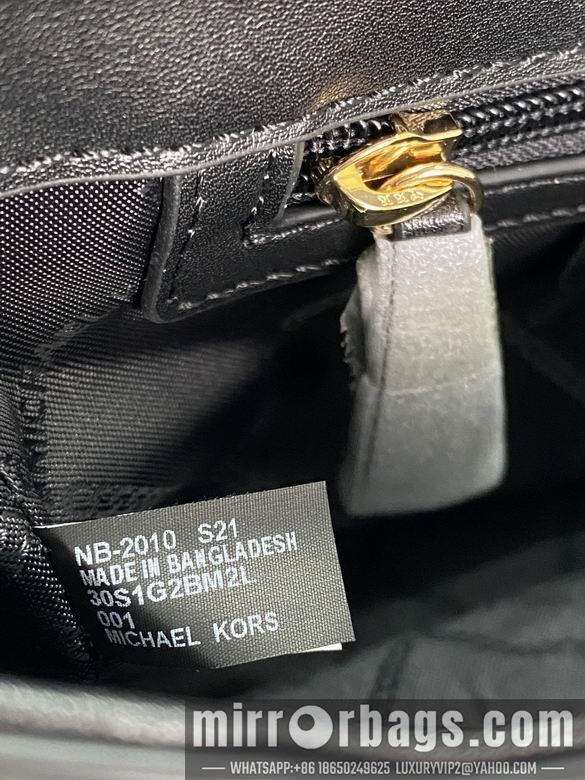 NB-2010 S21
MADE IN BANGLADESH
30S1G2BM2L
001
MICHAEL KORS
mirrorbags.com
WHATSAPP:+86 18650249625 LUXURYVIP2@YAHOO.COM